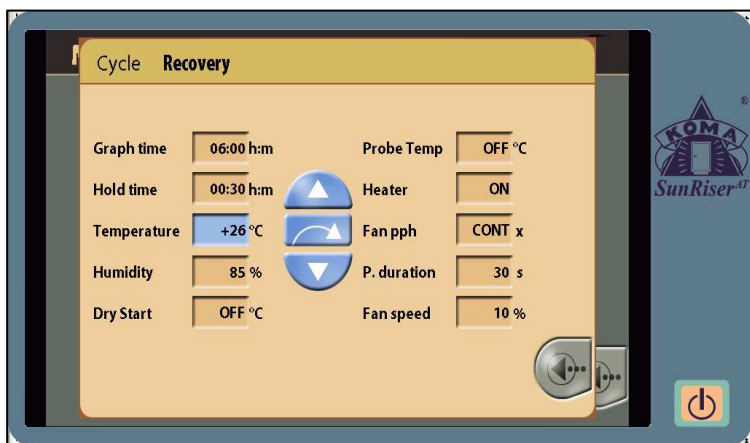 Cycle Recovery
Graph time 06:00 h:m
Hold time 00:30 h:m
Temperature +26 °C
Humidity 85 %
Dry Start OFF °C
Probe Temp OFF °C
Heater ON
Fan pph CONT x
P. duration 30 s
Fan speed 10 %
KOMA ®
SunRiser AT